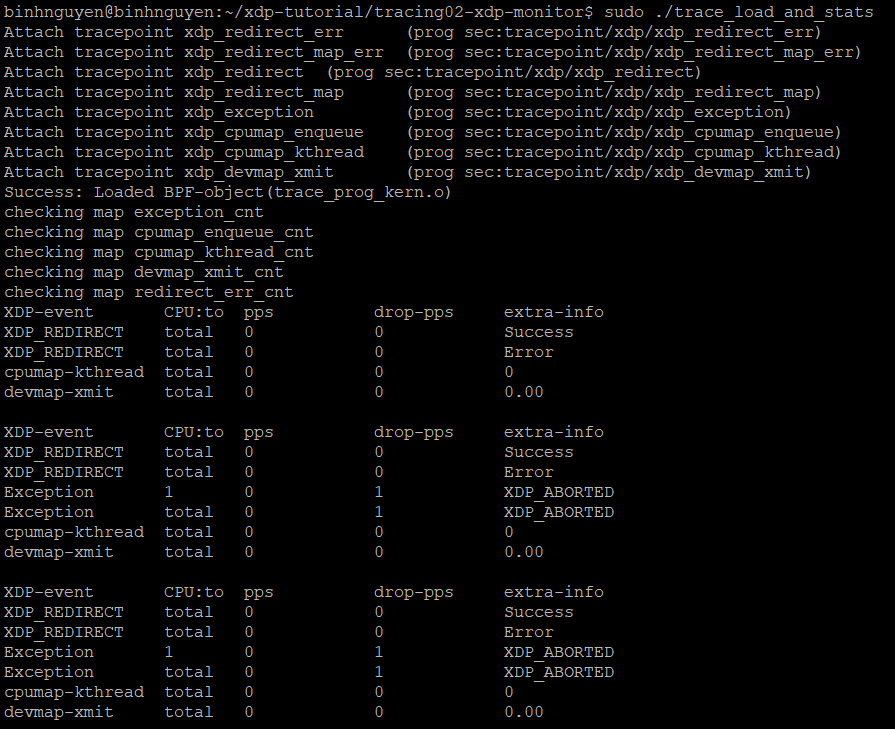 binhnguyen@binhnguyen:~/xdp-tutorial/tracing02-xdp-monitor$ sudo ./trace_load_and_stats
Attach tracepoint xdp_redirect_err      (prog sec:tracepoint/xdp/xdp_redirect_err)
Attach tracepoint xdp_redirect_map_err  (prog sec:tracepoint/xdp/xdp_redirect_map_err)
Attach tracepoint xdp_redirect  (prog sec:tracepoint/xdp/xdp_redirect)
Attach tracepoint xdp_redirect_map      (prog sec:tracepoint/xdp/xdp_redirect_map)
Attach tracepoint xdp_exception         (prog sec:tracepoint/xdp/xdp_exception)
Attach tracepoint xdp_cpumap_enqueue    (prog sec:tracepoint/xdp/xdp_cpumap_enqueue)
Attach tracepoint xdp_cpumap_kthread    (prog sec:tracepoint/xdp/xdp_cpumap_kthread)
Attach tracepoint xdp_devmap_xmit       (prog sec:tracepoint/xdp/xdp_devmap_xmit)
Success: Loaded BPF-object(trace_prog_kern.o)
checking map exception_cnt
checking map cpumap_enqueue_cnt
checking map cpumap_kthread_cnt
checking map devmap_xmit_cnt
checking map redirect_err_cnt
XDP-event       CPU:to  pps          drop-pps     extra-info
XDP_REDIRECT    total   0            0            Success
XDP_REDIRECT    total   0            0            Error
cpumap-kthread  total   0            0            0
devmap-xmit     total   0            0            0.00

XDP-event       CPU:to  pps          drop-pps     extra-info
XDP_REDIRECT    total   0            0            Success
XDP_REDIRECT    total   0            0            Error
Exception       1       0            1            XDP_ABORTED
Exception       total   0            1            XDP_ABORTED
cpumap-kthread  total   0            0            0
devmap-xmit     total   0            0            0.00

XDP-event       CPU:to  pps          drop-pps     extra-info
XDP_REDIRECT    total   0            0            Success
XDP_REDIRECT    total   0            0            Error
Exception       1       0            1            XDP_ABORTED
Exception       total   0            1            XDP_ABORTED
cpumap-kthread  total   0            0            0
devmap-xmit     total   0            0            0.00